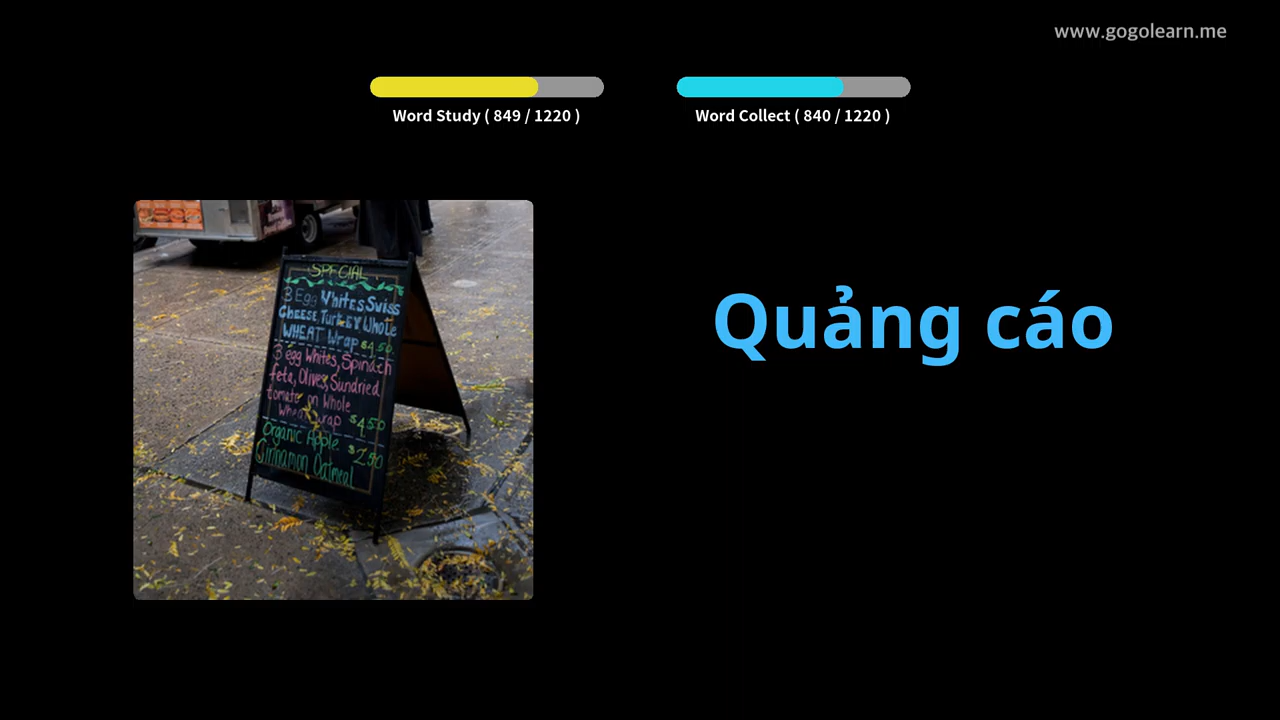 www.gogolearn.me
Word Study ( 849 / 1220 )
Word Collect ( 840 / 1220 )
Quảng cáo
SPECIAL
3 Egg Whites, Swiss
CHEESE, TURKEY Whole
WHEAT Wrap $4.50
3 egg Whites, Spinach
feta, Olives, Sundried
tomato on Whole
Wheat wrap $4.50
Organic Apple
Cinnamon Oatmeal $2.50